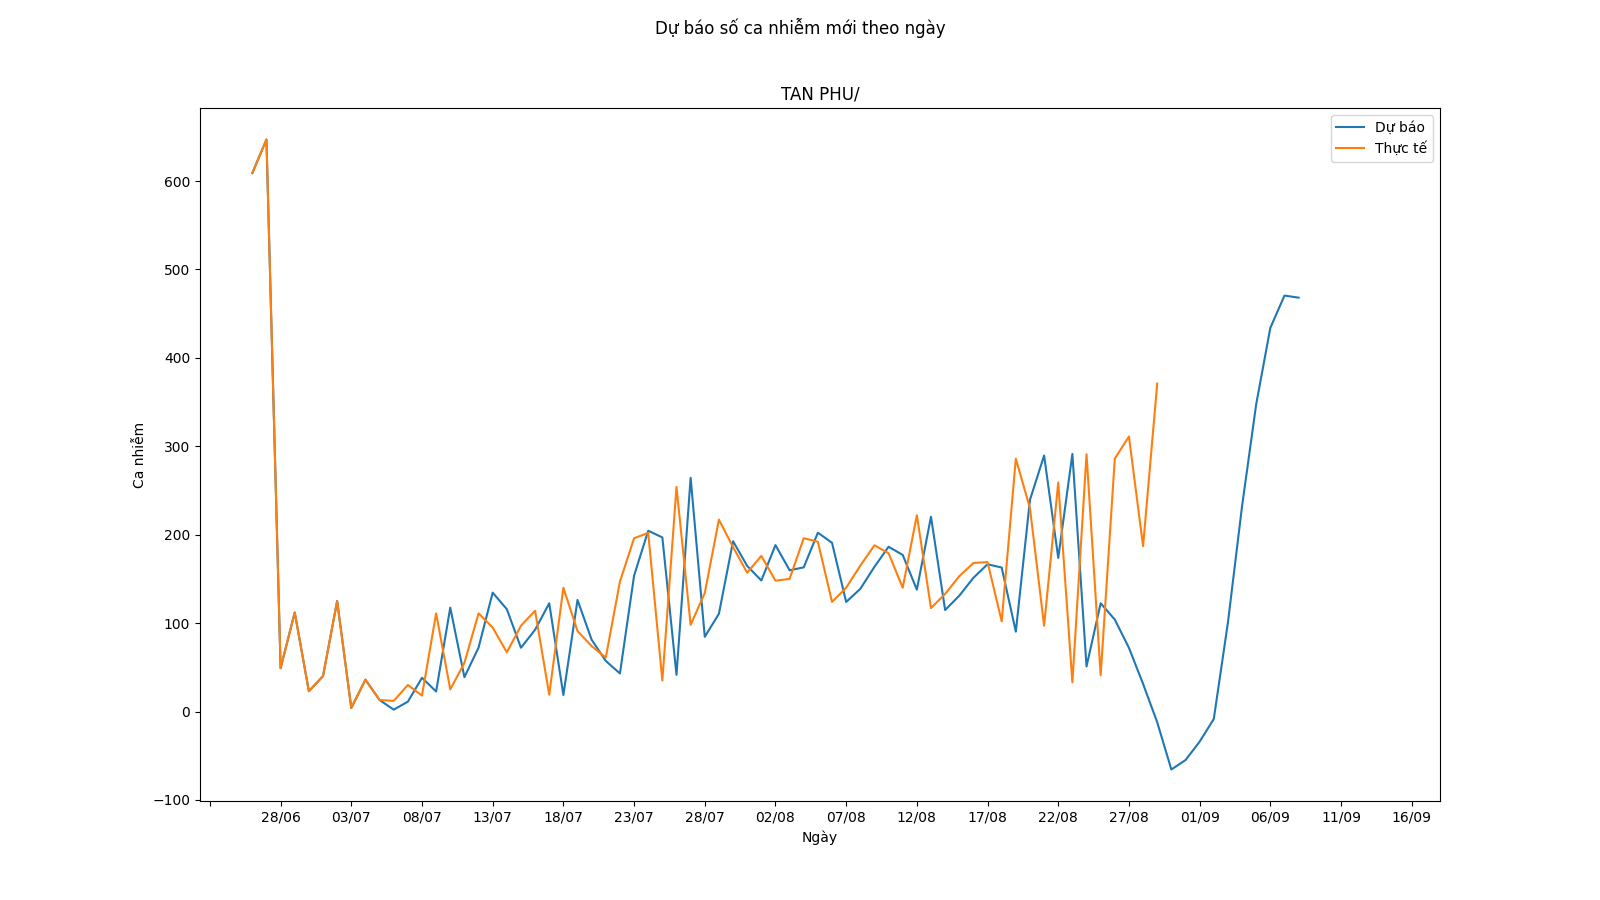 Dự báo số ca nhiễm mới theo ngày
TAN PHU/
Dự báo
Thực tế
600
500
400
300
200
100
0
−100
Ca nhiễm
28/06 03/07 08/07 13/07 18/07 23/07 28/07 02/08 07/08 12/08 17/08 22/08 27/08 01/09 06/09 11/09 16/09
Ngày